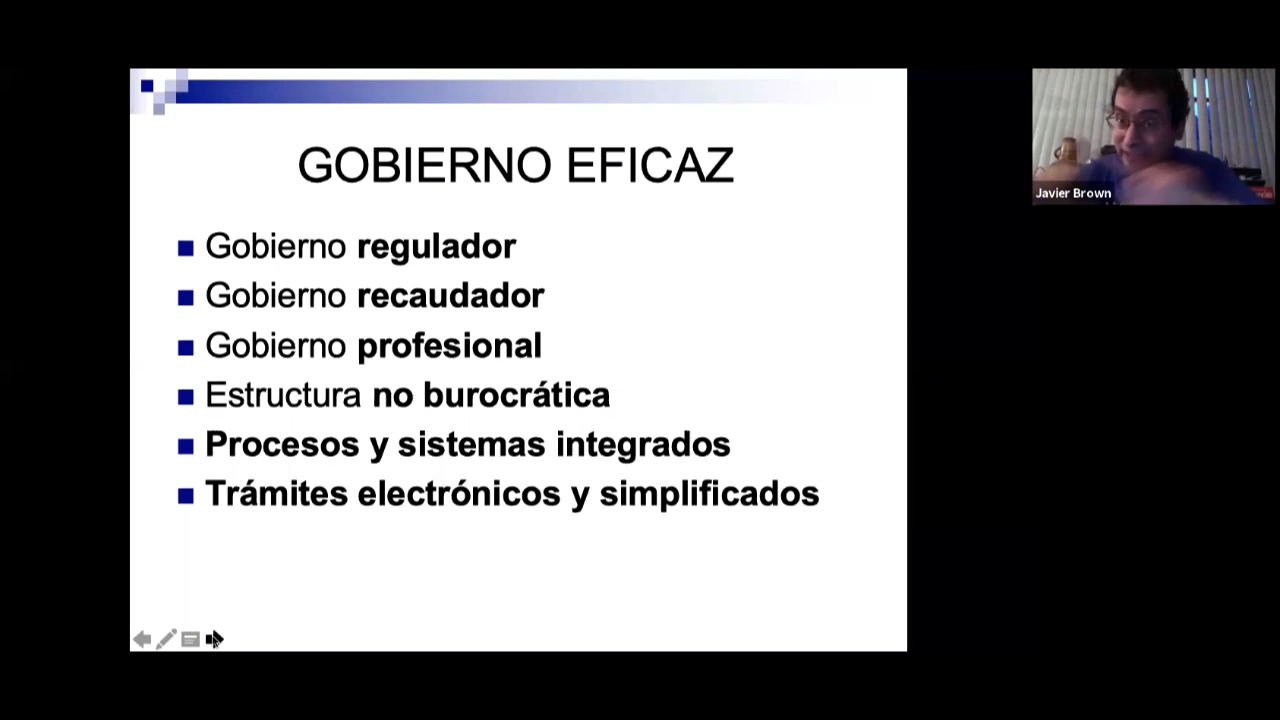 GOBIERNO EFICAZ
Gobierno regulador
Gobierno recaudador
Gobierno profesional
Estructura no burocrática
Procesos y sistemas integrados
Trámites electrónicos y simplificados
Javier Brown